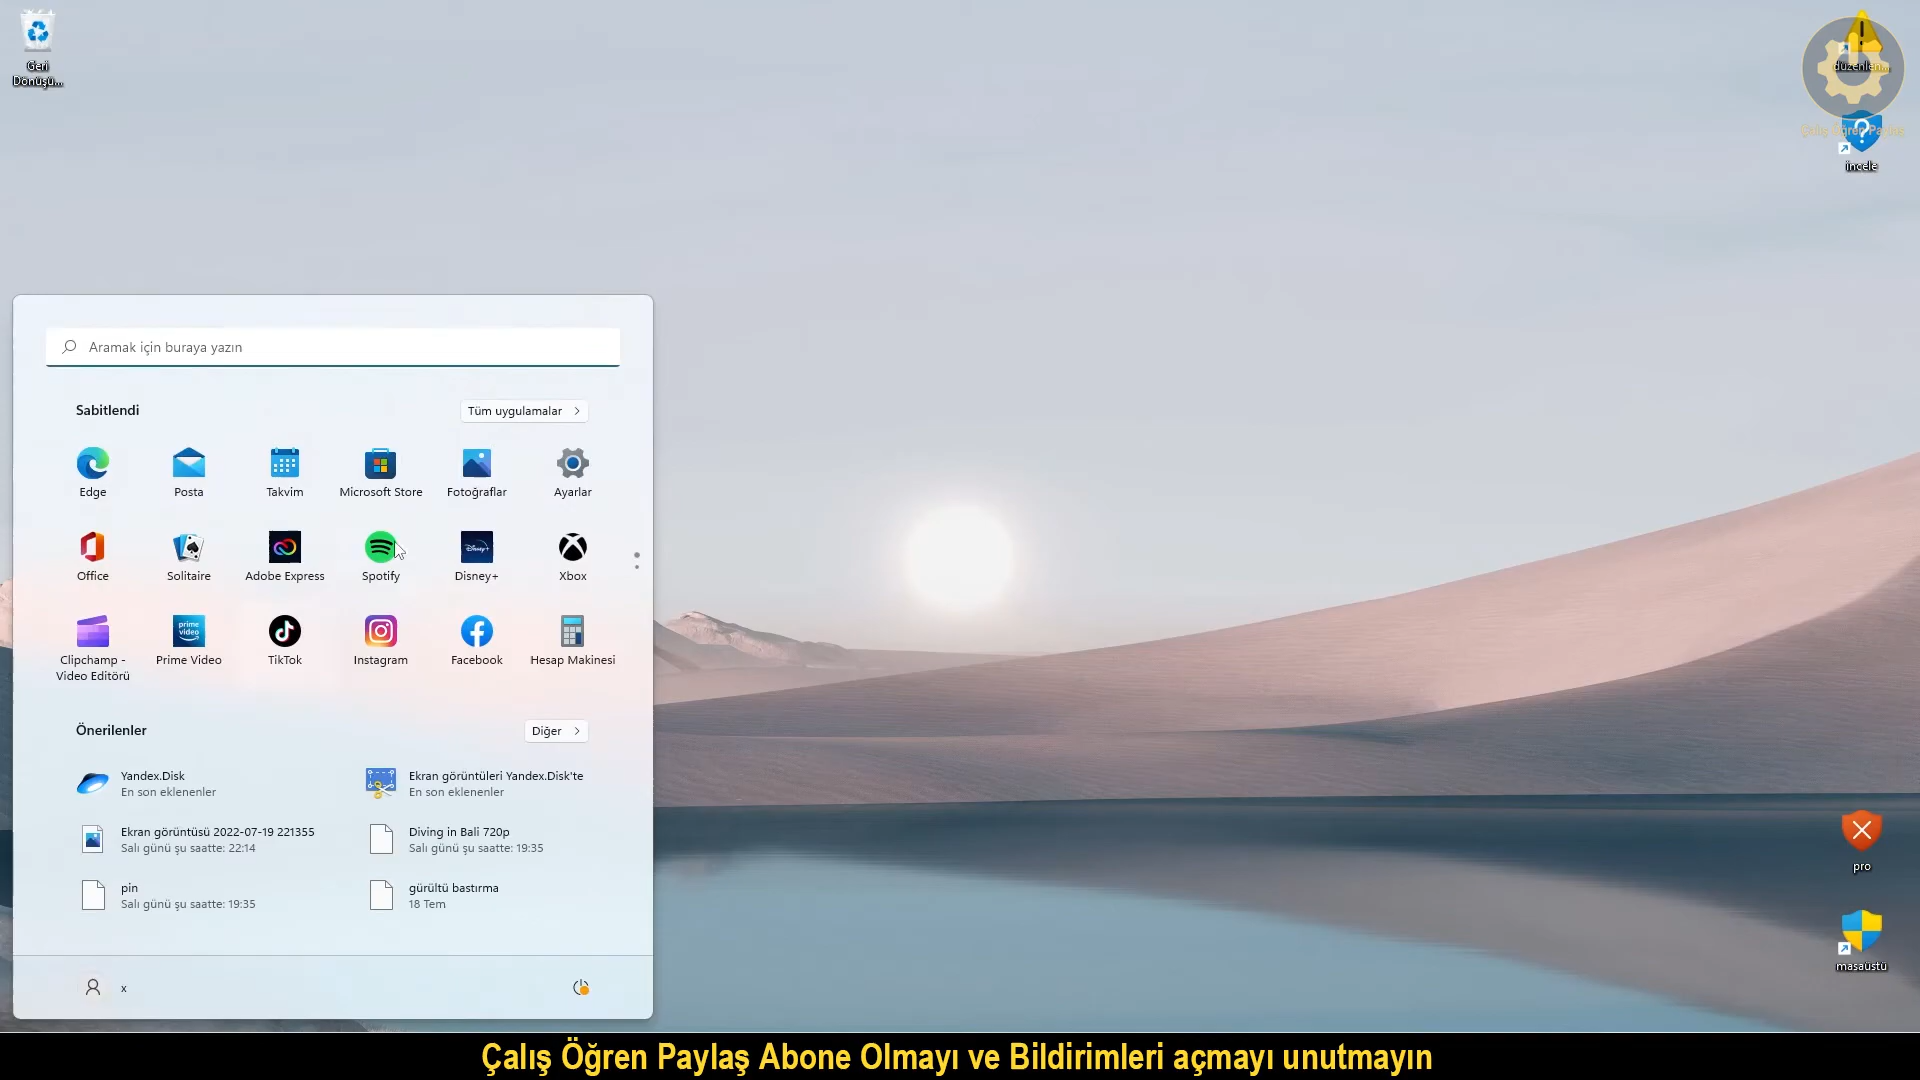 Geri
Dönüşü...
düzenlen...
Çalış Öğren Paylaş
incele
Aramak için buraya yazın
Sabitlendi
Tüm uygulamalar
Edge
Posta
Takvim
Microsoft Store
Fotoğraflar
Ayarlar
Office
Solitaire
Adobe Express
Spotify
Disney+
Xbox
Clipchamp -
Video Editörü
Prime Video
TikTok
Instagram
Facebook
Hesap Makinesi
Önerilenler
Diğer
Yandex.Disk
En son eklenenler
Ekran görüntüleri Yandex.Disk'te
En son eklenenler
Ekran görüntüsü 2022-07-19 221355
Salı günü şu saatte: 22:14
Diving in Bali 720p
Salı günü şu saatte: 19:35
pin
Salı günü şu saatte: 19:35
gürültü bastırma
18 Tem
x
pro
masaüstü
Çalış Öğren Paylaş Abone Olmayı ve Bildirimleri açmayı unutmayın